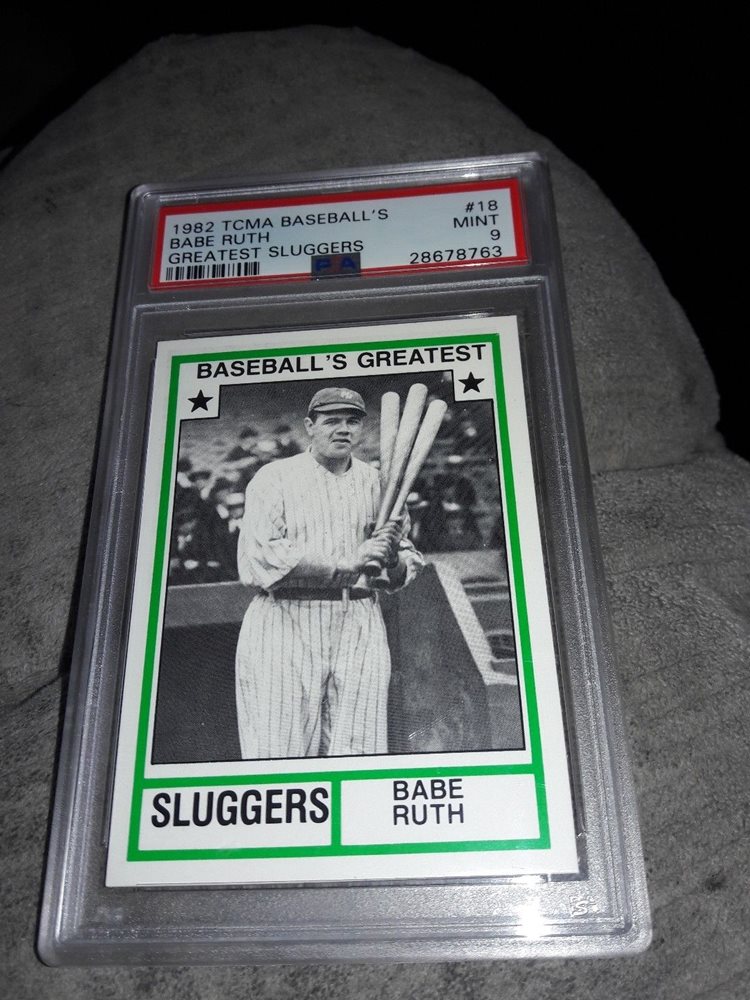 1982 TCMA BASEBALL'S #18
BABE RUTH MINT
GREATEST SLUGGERS 9
28678763
BASEBALL'S GREATEST
SLUGGERS
BABE
RUTH